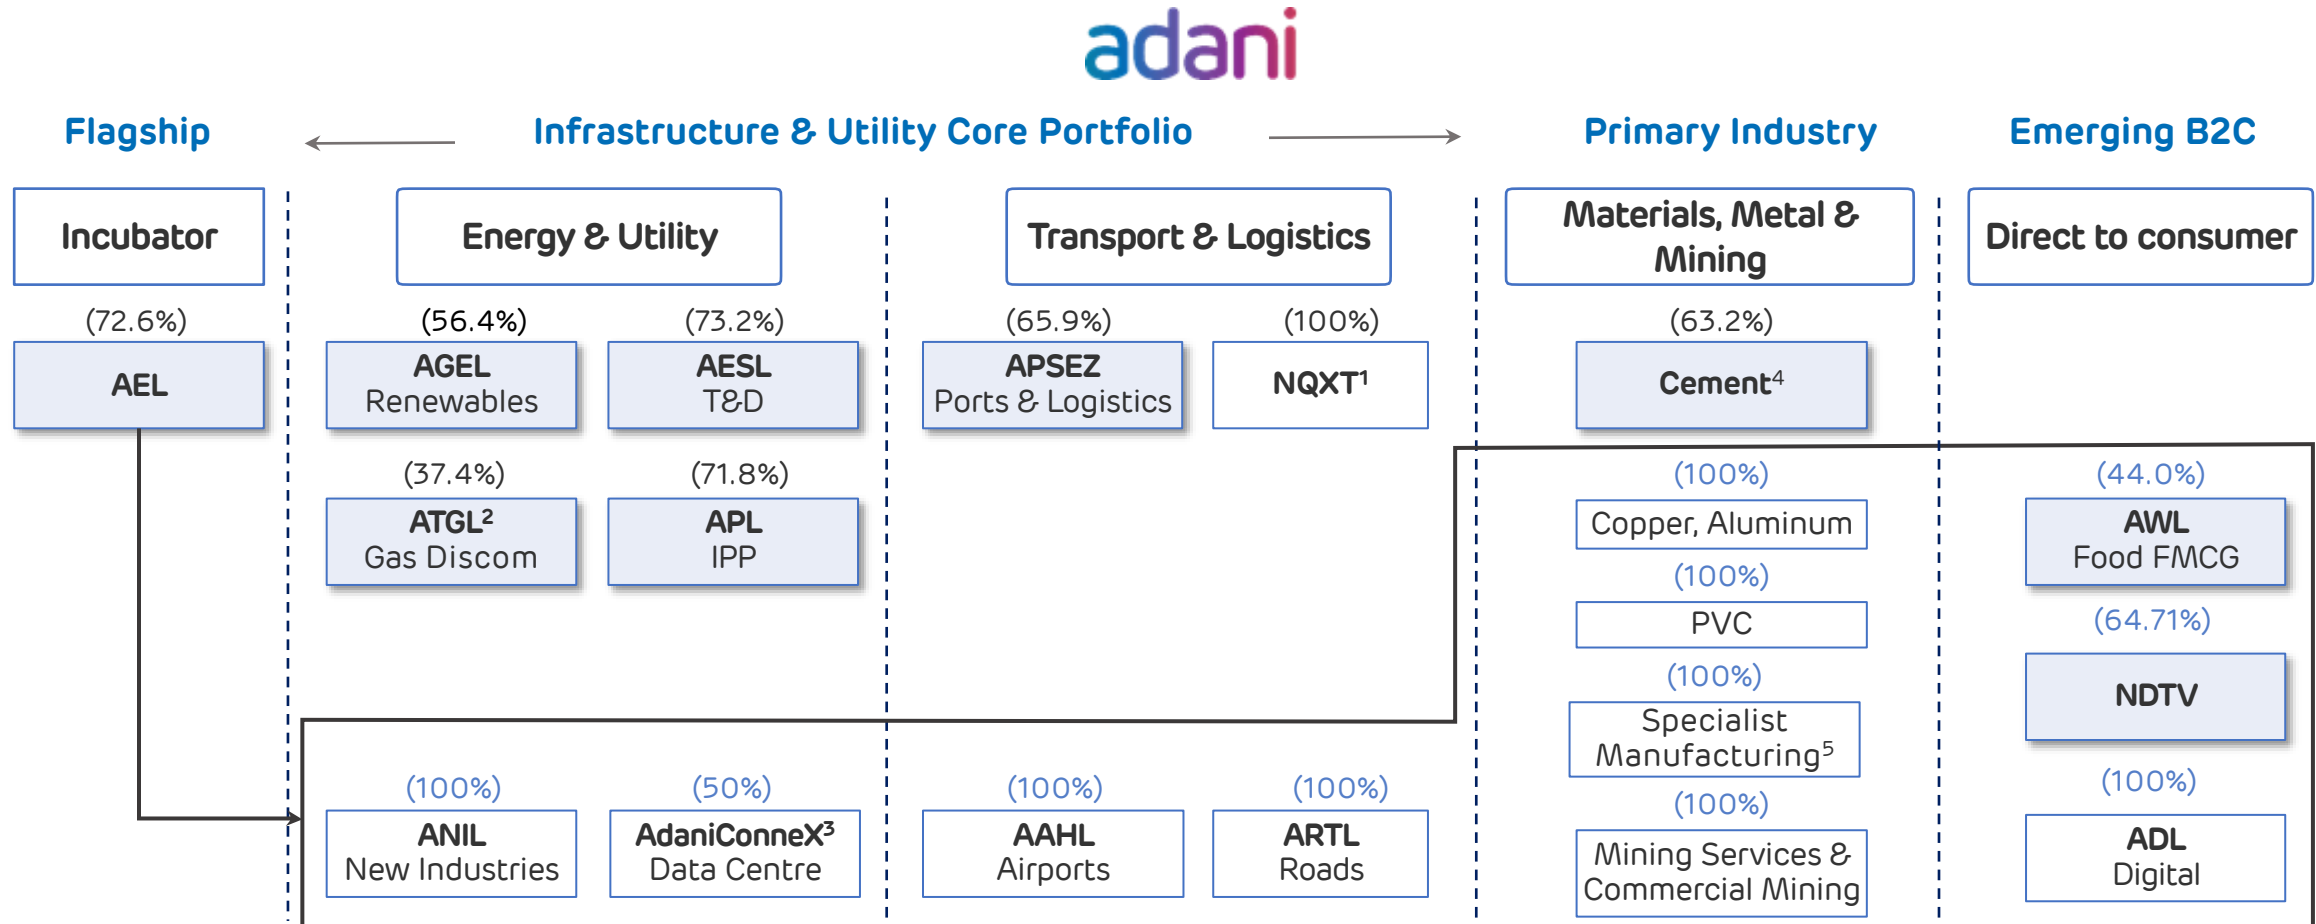 adani
Flagship
Infrastructure & Utility Core Portfolio
Primary Industry
Emerging B2C
Incubator
Energy & Utility
Transport & Logistics
Materials, Metal &
Mining
Direct to consumer
(72.6%)
AEL
(56.4%)
AGEL
Renewables
(73.2%)
AESL
T&D
(65.9%)
APSEZ
Ports & Logistics
(100%)
NQXT¹
(63.2%)
Cement⁴
(37.4%)
ATGL²
Gas Discom
(71.8%)
APL
IPP
(100%)
Copper, Aluminum
(100%)
PVC
(100%)
Specialist
Manufacturing⁵
(100%)
Mining Services &
Commercial Mining
(44.0%)
AWL
Food FMCG
(64.71%)
NDTV
(100%)
ADL
Digital
(100%)
ANIL
New Industries
(50%)
AdaniConneX³
Data Centre
(100%)
AAHL
Airports
(100%)
ARTL
Roads